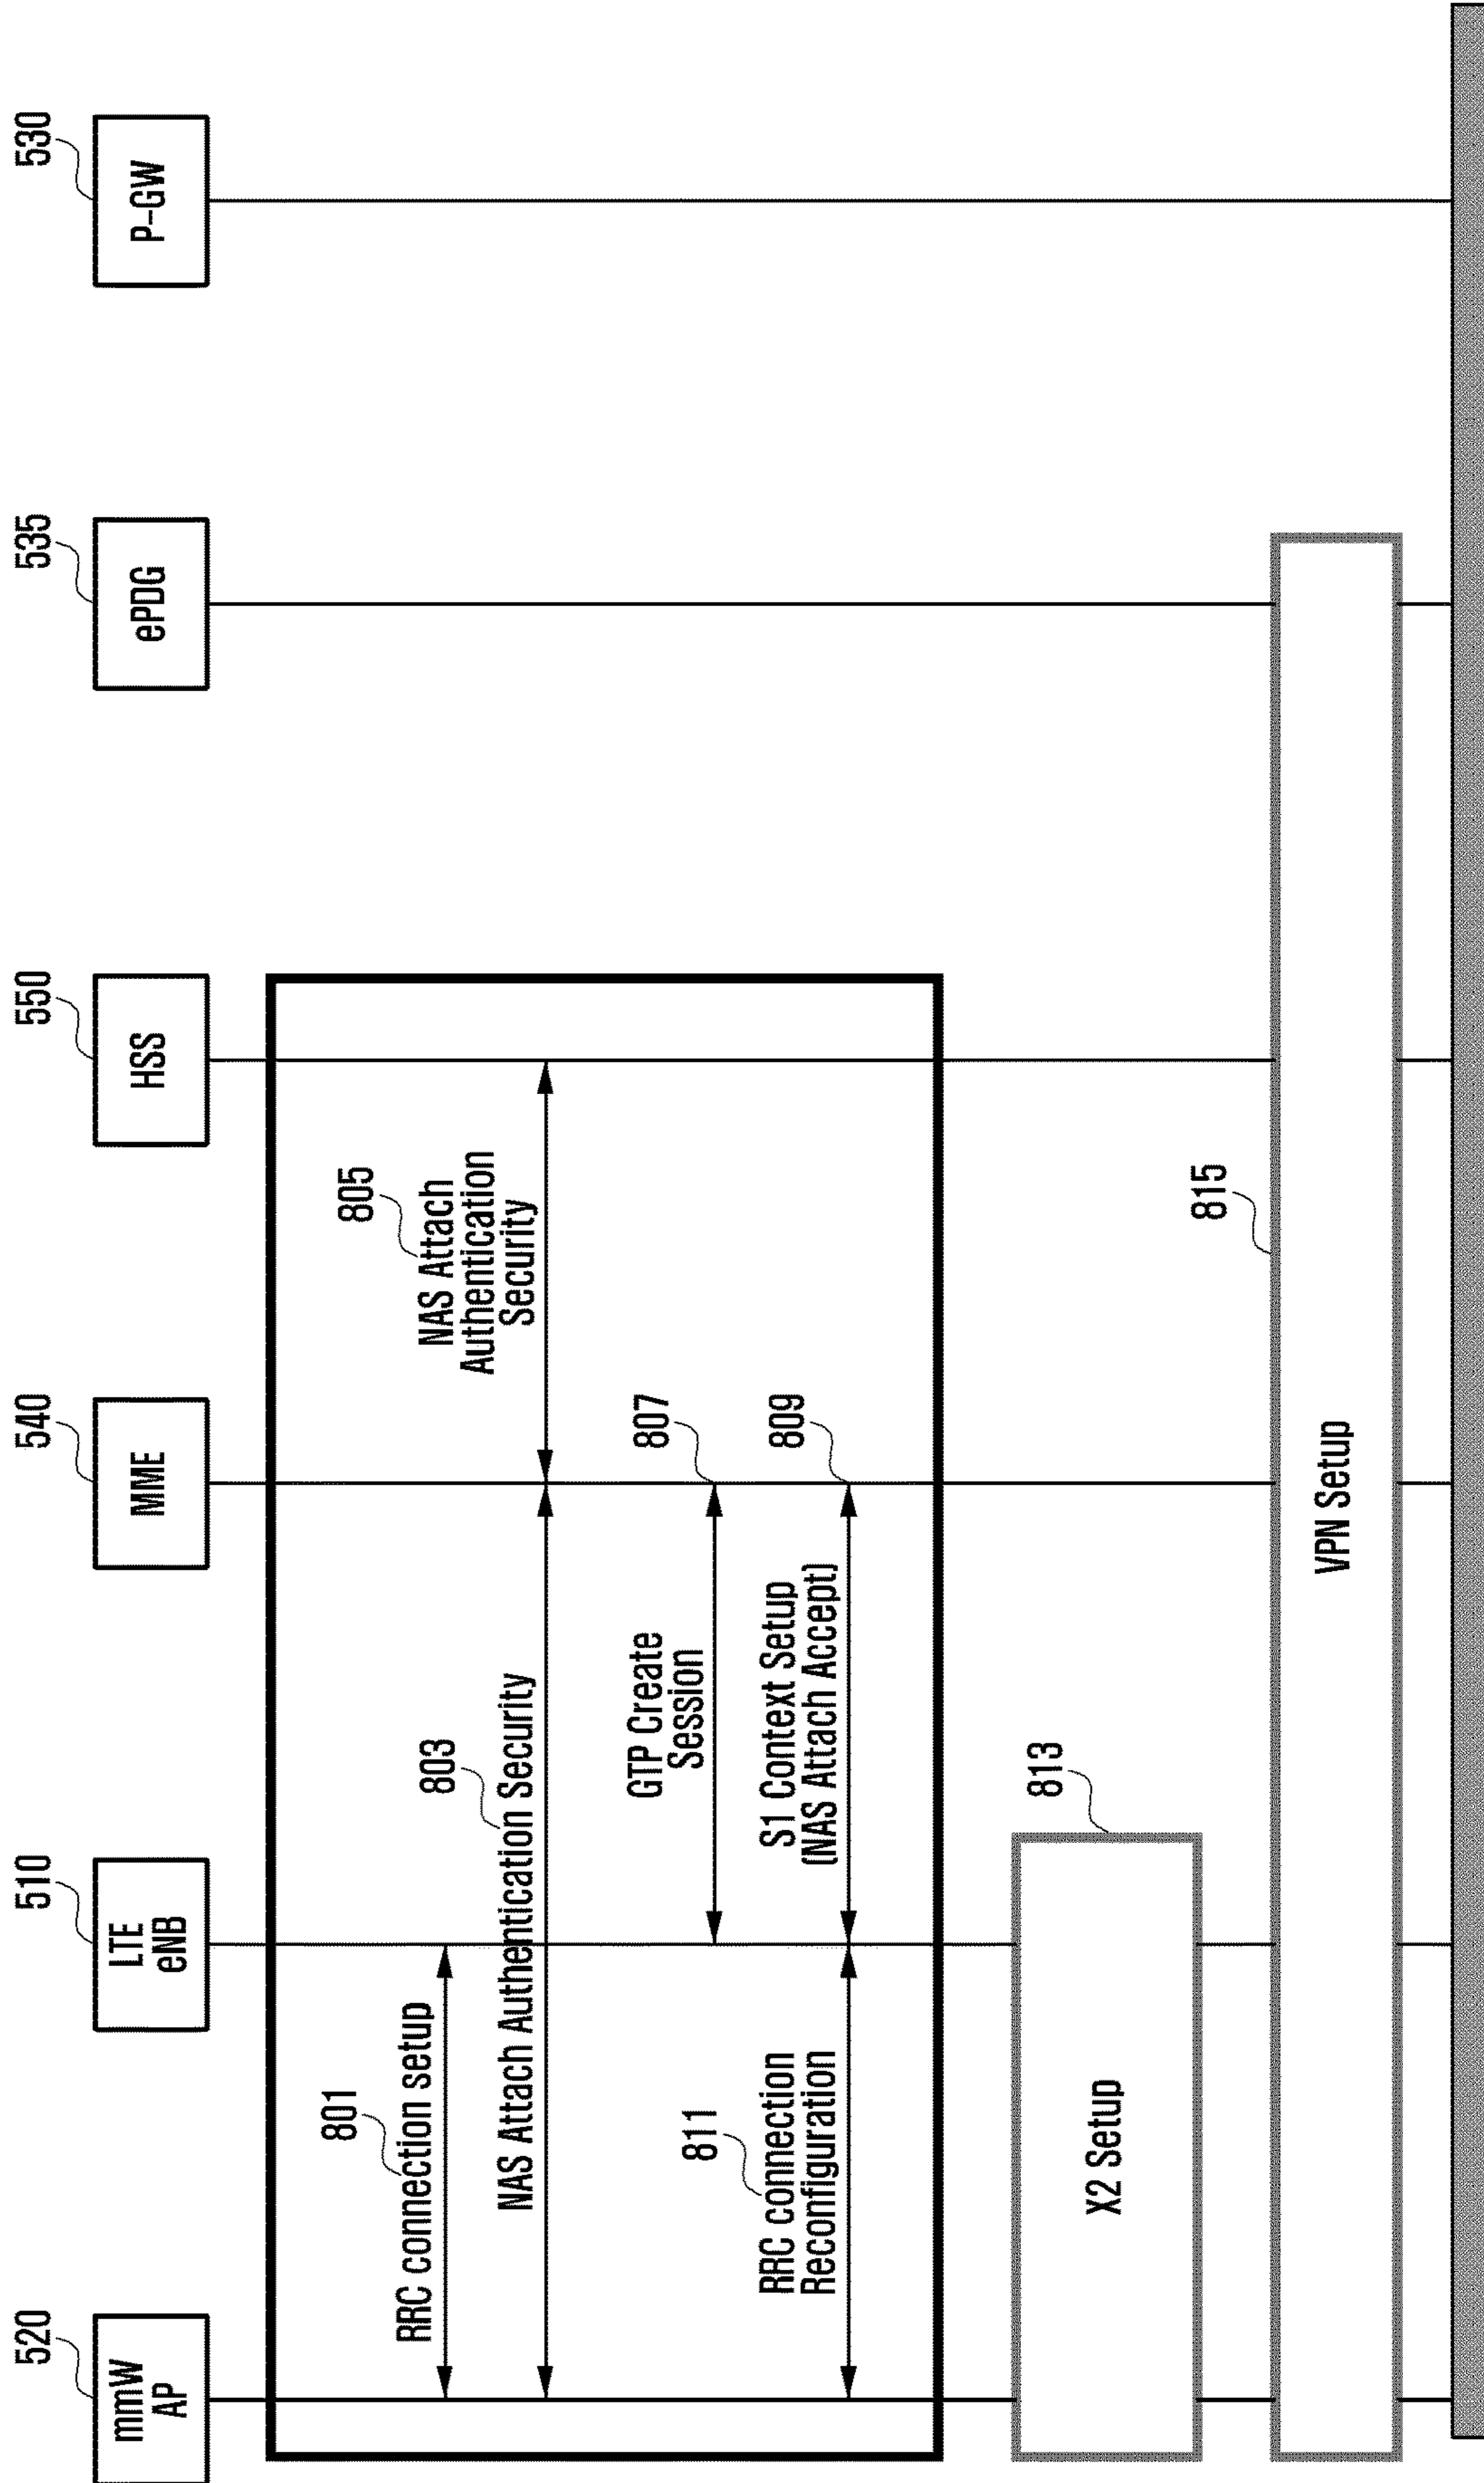 520
510
540
550
535
530
mmW
AP
LTE
eNB
MME
HSS
ePDG
P-GW
801
RRC connection setup
803
NAS Attach Authentication Security
805
NAS Attach
Authentication
Security
807
GTP Create
Session
809
S1 Context Setup
(NAS Attach Accept)
811
RRC connection
Reconfiguration
813
X2 Setup
815
VPN Setup